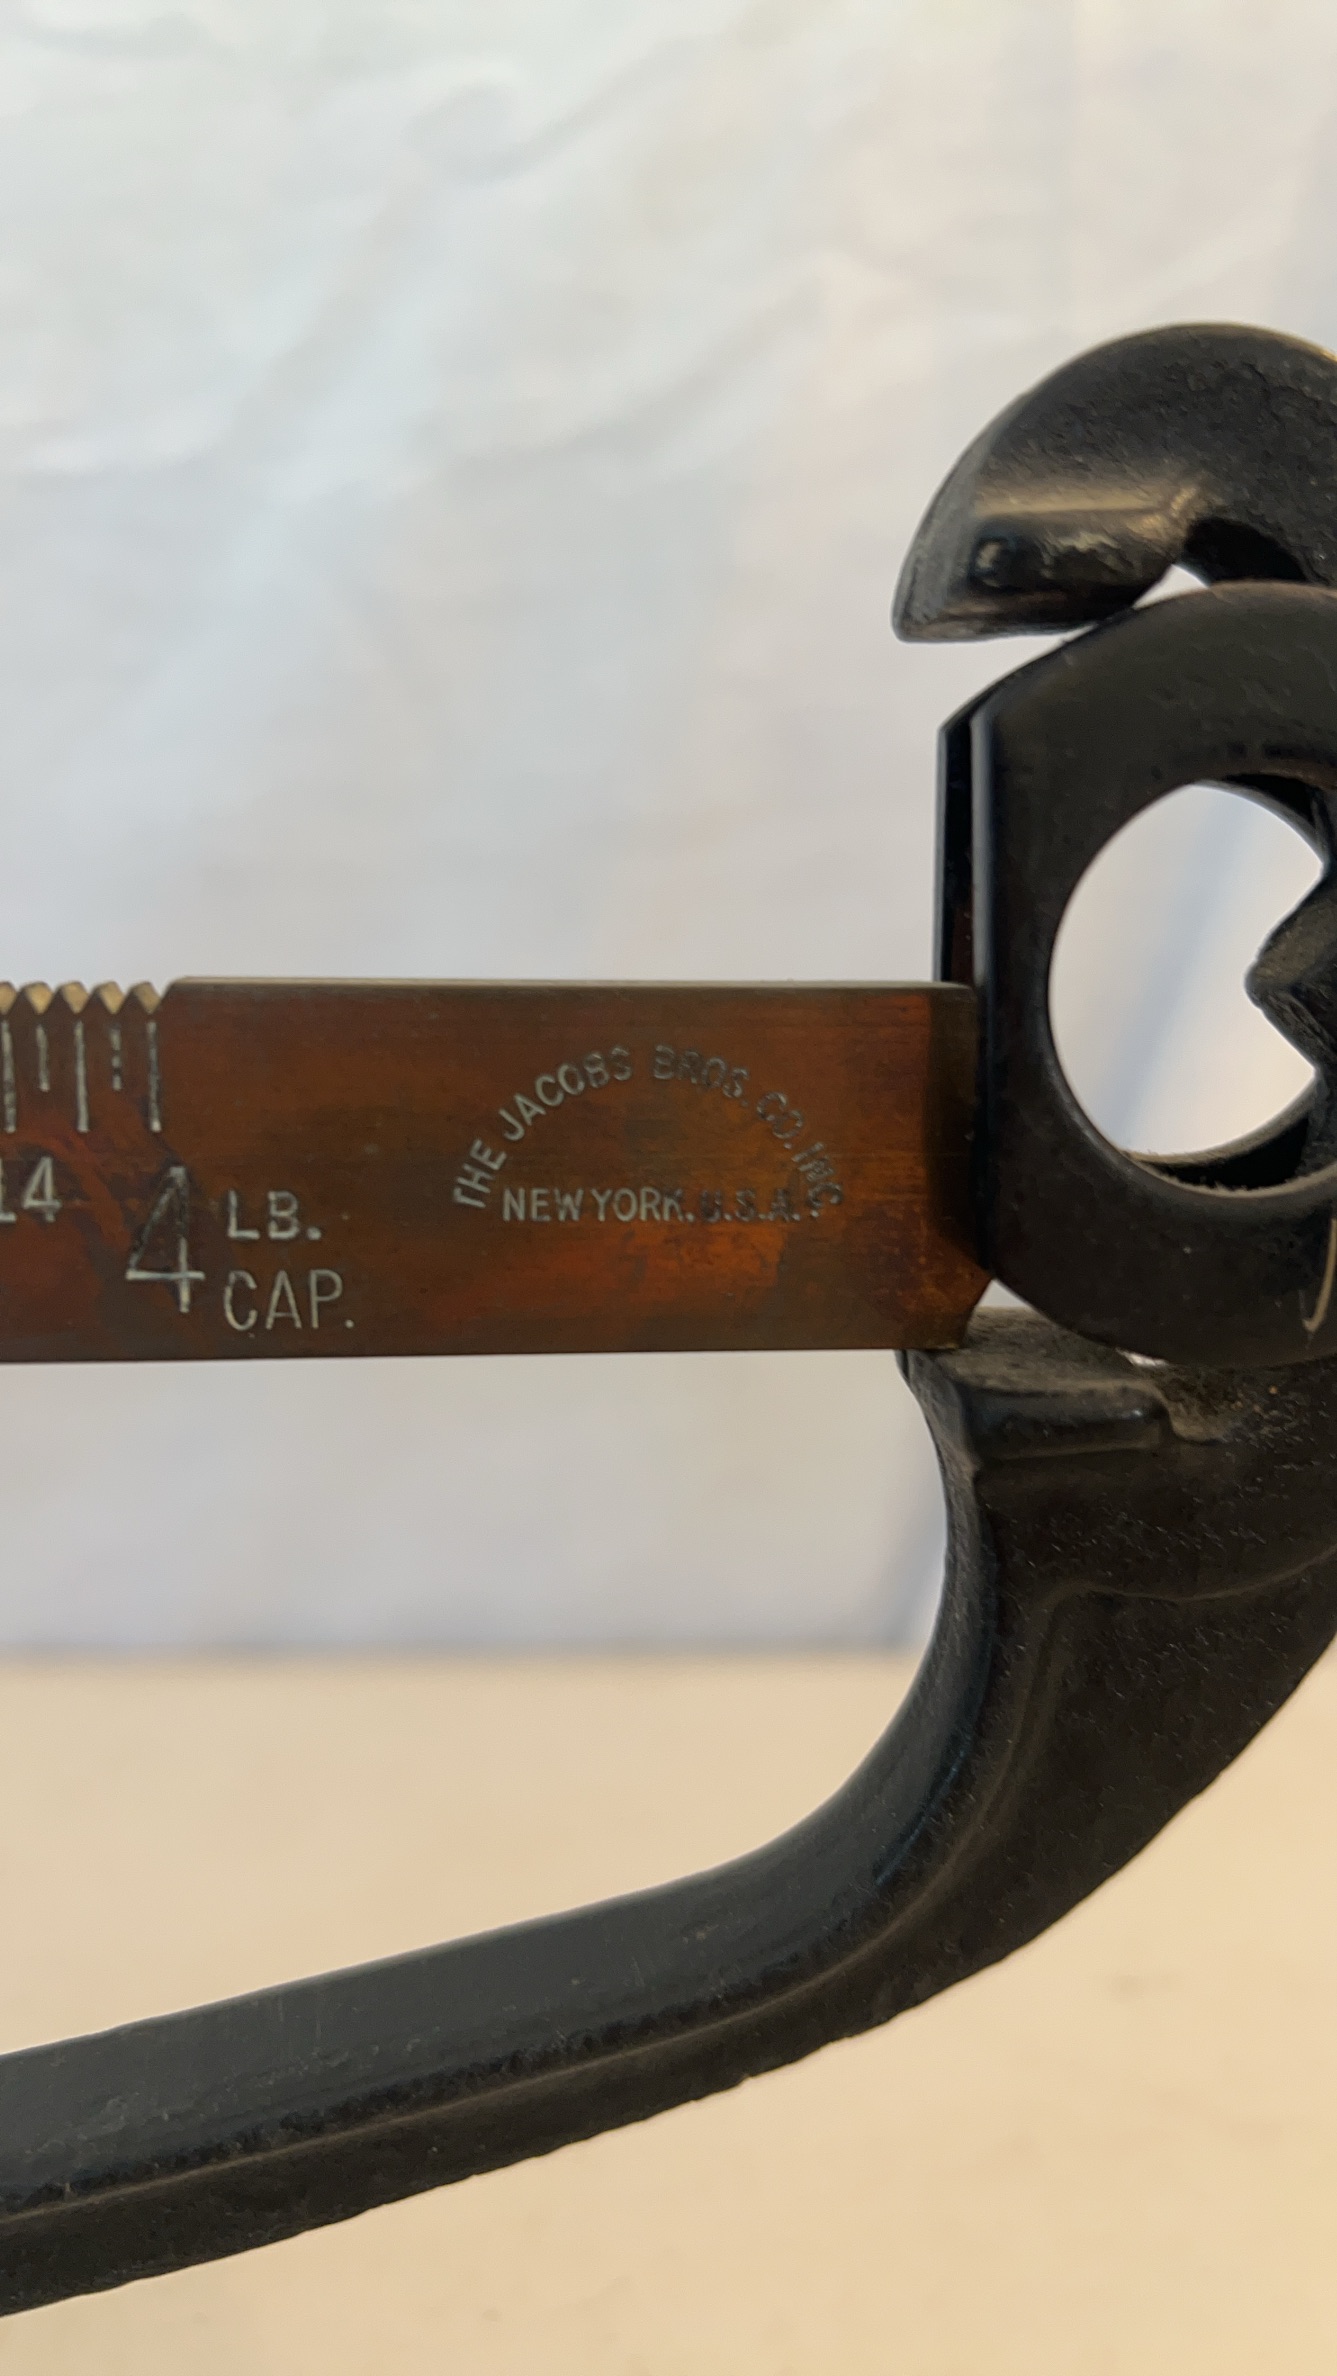 THE JACOBS BROS. CO. INC.
NEW YORK. U.S.A.
14
4 LB.
CAP.